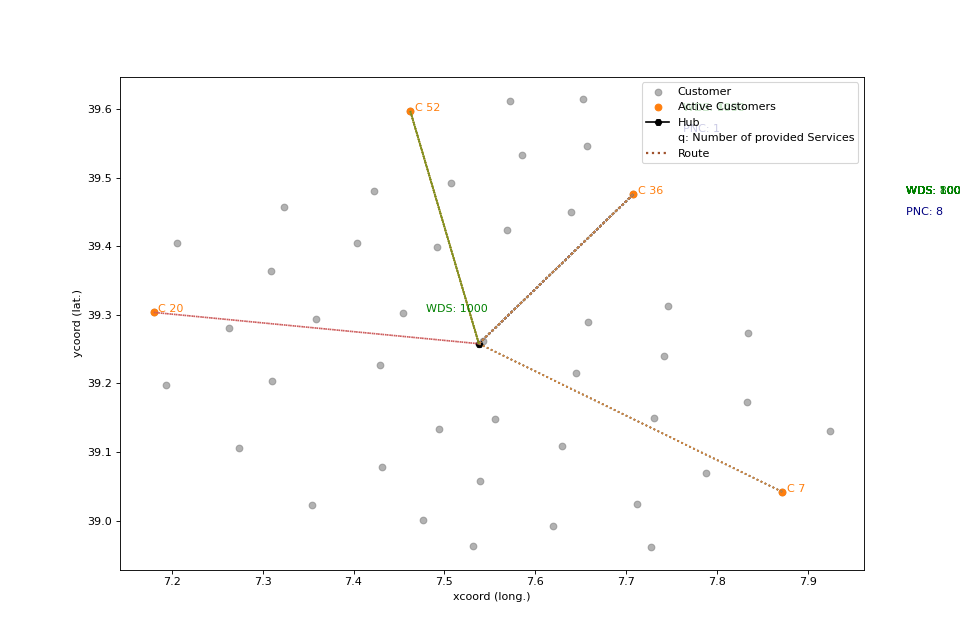 Customer
Active Customers
Hub
PNC: 1
q: Number of provided Services
Route
C 52
C 36
C 20
C 7
WDS: 1000
PNC: 8
39.6
39.5
39.4
39.3
39.2
39.1
39.0
7.2
7.3
7.4
7.5
7.6
7.7
7.8
7.9
xcoord (long.)
ycoord (lat.)